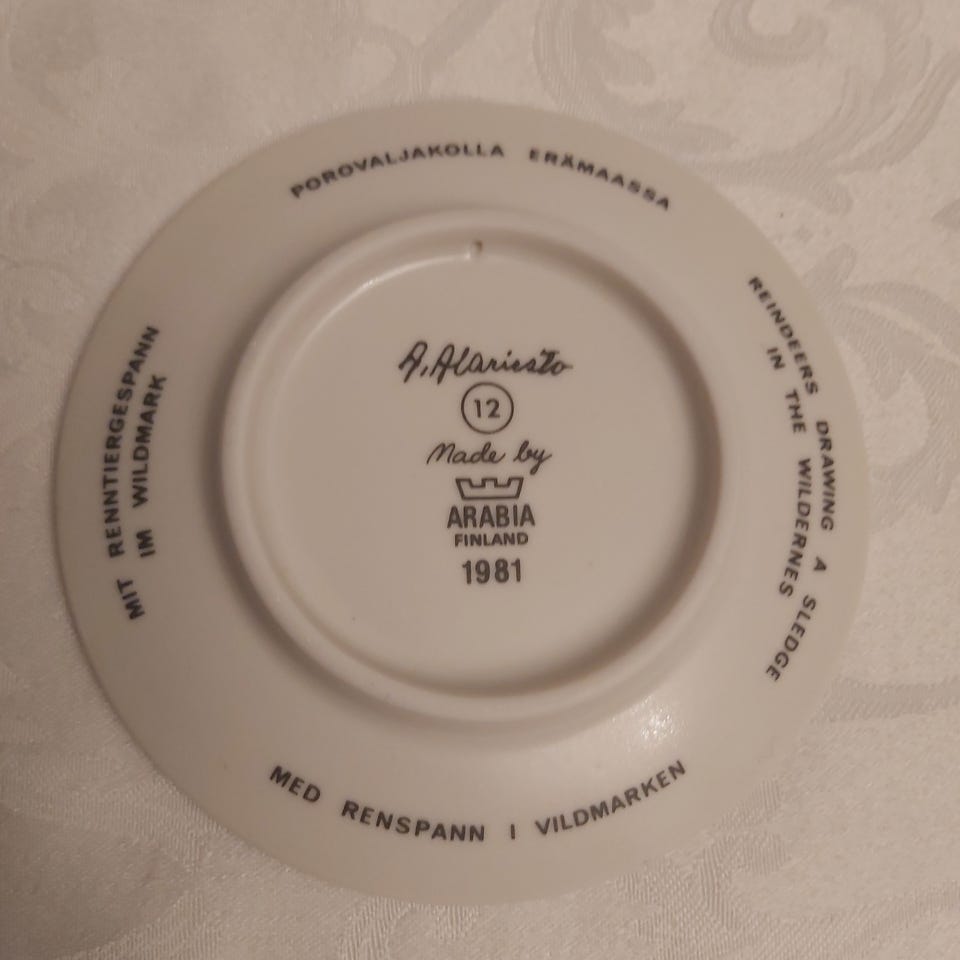 POROVALJAKOLLA ERÄMAASSA
REINDEERS DRAWING A SLEDGE
IN THE WILDERNES
MED RENSPANN I VILDMARKEN
MIT RENNTIERGESPANN
IM WILDMARK
A. Alariesto
12
Made by
ARABIA
FINLAND
1981